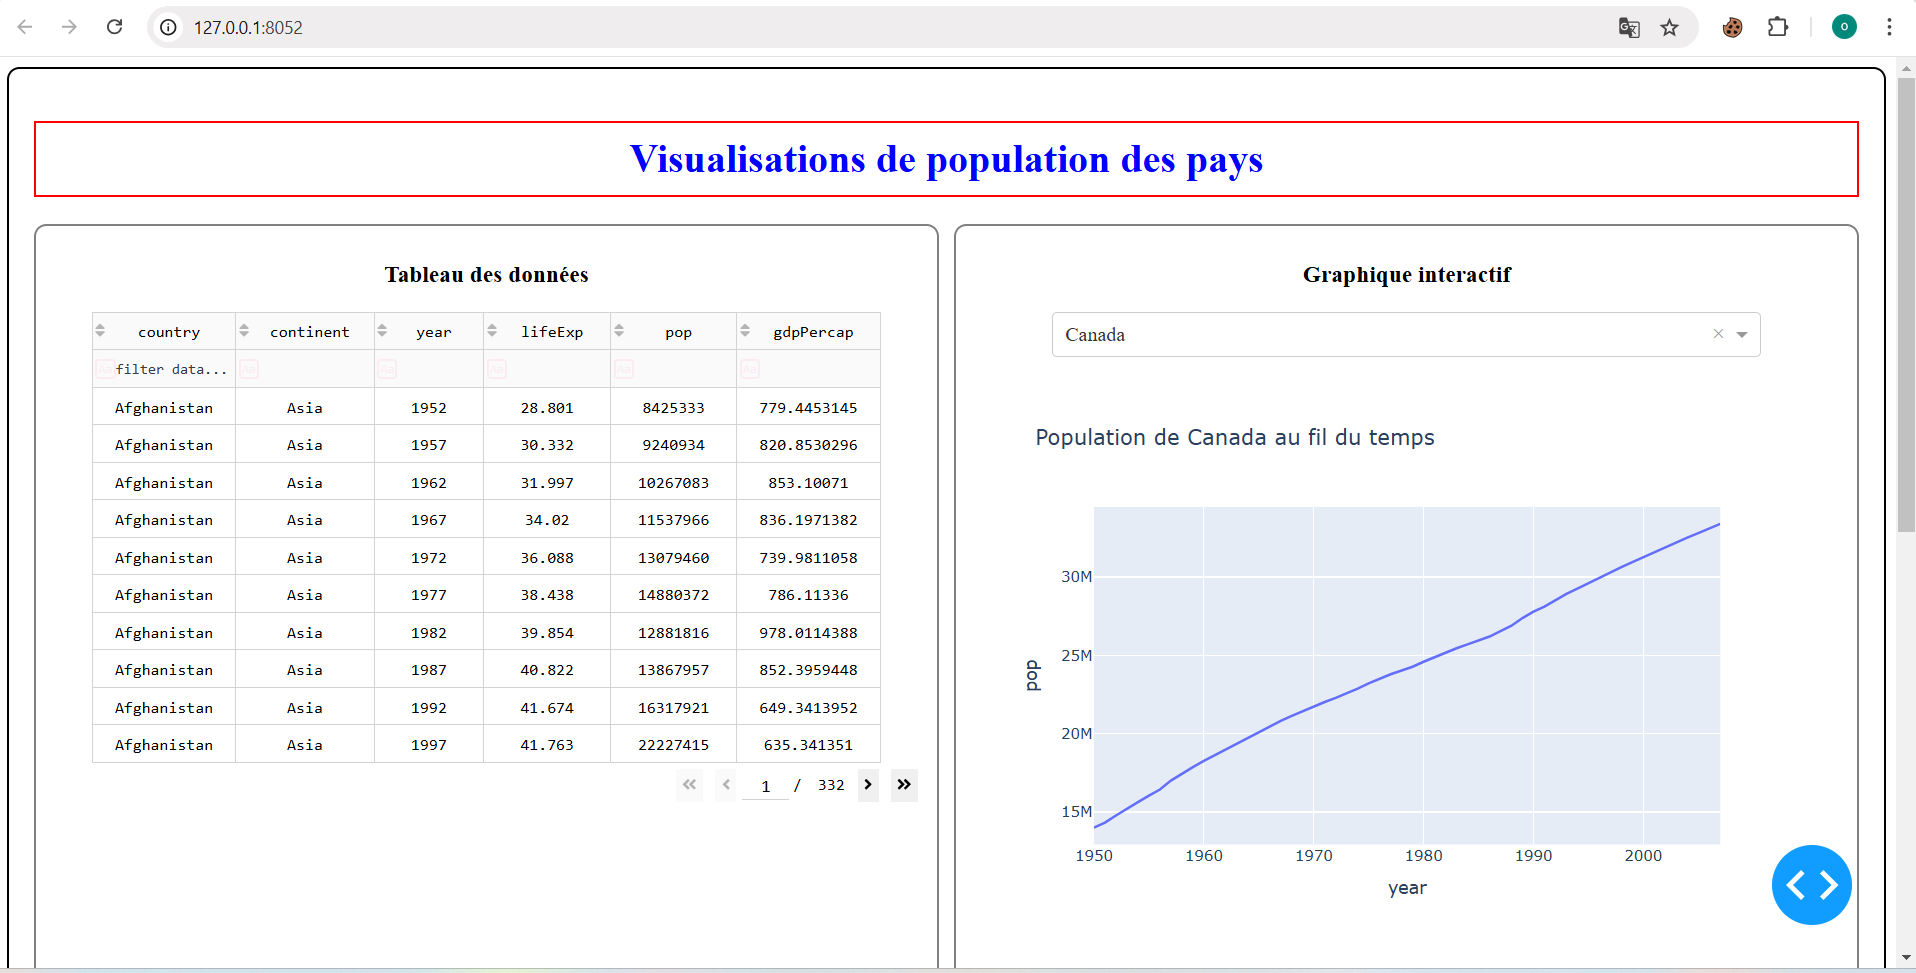 127.0.0.1:8052
O
Visualisations de population des pays
Tableau des données
country continent year lifeExp pop gdpPercap
Aa filter data... Aa Aa Aa Aa Aa
Afghanistan Asia 1952 28.801 8425333 779.4453145
Afghanistan Asia 1957 30.332 9240934 820.8530296
Afghanistan Asia 1962 31.997 10267083 853.10071
Afghanistan Asia 1967 34.02 11537966 836.1971382
Afghanistan Asia 1972 36.088 13079460 739.9811058
Afghanistan Asia 1977 38.438 14880372 786.11336
Afghanistan Asia 1982 39.854 12881816 978.0114388
Afghanistan Asia 1987 40.822 13867957 852.3959448
Afghanistan Asia 1992 41.674 16317921 649.3413952
Afghanistan Asia 1997 41.763 22227415 635.341351
1 / 332
Graphique interactif
Canada
Population de Canada au fil du temps
30M
25M
20M
15M
pop
1950 1960 1970 1980 1990 2000
year